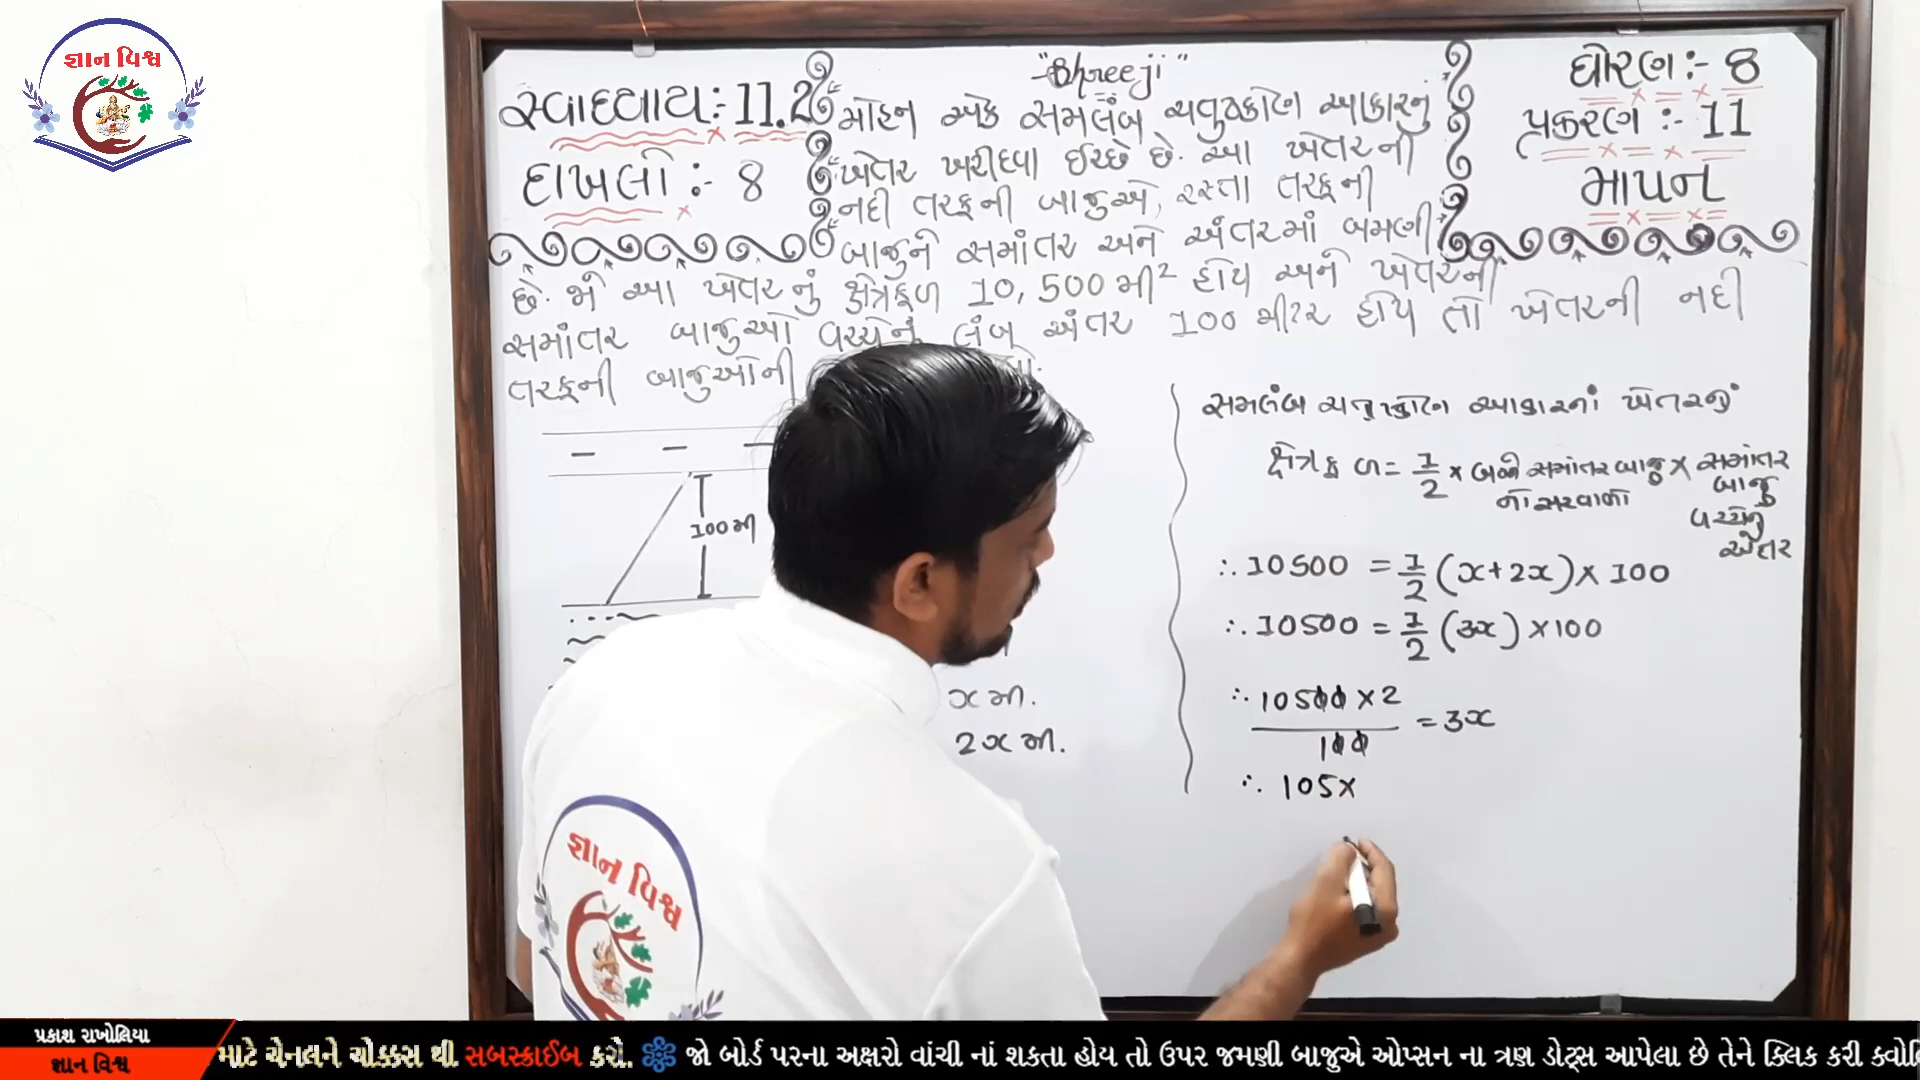 જ્ઞાન વિશ્વ
"Shreeji"
સ્વાધ્યાય:- 11.2
દાખલો :- 8
ધોરણ :- 8
પ્રકરણ :- 11
માપન
મોહન એક સમલંબ ચતુષ્કોણ આકારનું
ખેતર ખરીદવા ઈચ્છે છે. આ ખેતરની
નદી તરફની બાજુએ, રસ્તા તરફની
બાજુને સમાંતર અને અંતરમાં બમણી
છે. જો આ ખેતરનું ક્ષેત્રફળ 10,500 મી² હોય અને ખેતરની
સમાંતર બાજુઓ વચ્ચેનું લંબ અંતર 100 મીટર હોય તો ખેતરની નદી
તરફની બાજુઓની
100 મી
x મી.
2x મી.
સમલંબ ચતુષ્કોણ આકારનાં ખેતરનું
ક્ષેત્રફળ = 1/2 × બંને સમાંતર બાજુ × સમાંતર
નો સરવાળો
બાજુ
વચ્ચેનું
અંતર
∴ 10500 = 1/2 (x+2x) × 100
∴ 10500 = 1/2 (3x) × 100
∴ 10500 × 2
100
= 3x
∴ 105×
જ્ઞાન વિશ્વ
પ્રકાશ રાખોલિયા
જ્ઞાન વિશ્વ
માટે ચેનલને ચોક્કસ થી સબસ્ક્રાઈબ કરો. જો બોર્ડ પરના અક્ષરો વાંચી નાં શકતા હોય તો ઉપર જમણી બાજુએ ઓપ્સન ના ત્રણ ડોટ્સ આપેલા છે તેને ક્લિક કરી